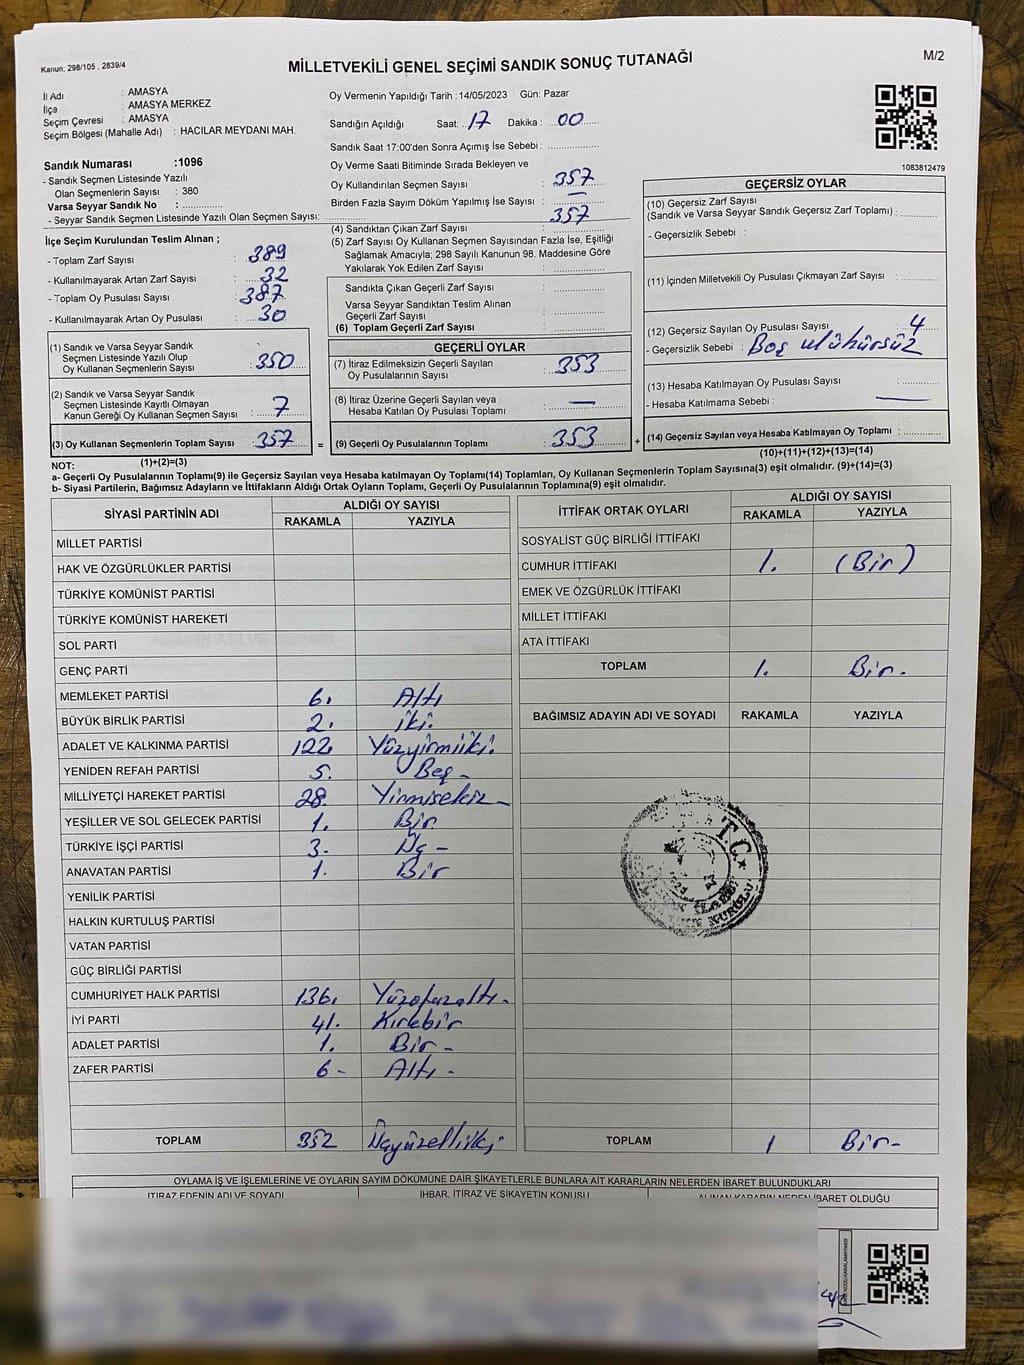 Kanun, 298/105 , 2839/4
MİLLETVEKİLİ GENEL SEÇİMİ SANDIK SONUÇ TUTANAĞI
M/2
İl Adı : AMASYA
İlçe : AMASYA MERKEZ
Seçim Çevresi : AMASYA
Seçim Bölgesi (Mahalle Adı) : HACILAR MEYDANI MAH.
Sandık Numarası :1096
- Sandık Seçmen Listesinde Yazılı
Olan Seçmenlerin Sayısı : 380
Varsa Seyyar Sandık No :
- Seyyar Sandık Seçmen Listesinde Yazılı Olan Seçmen Sayısı:
Oy Vermenin Yapıldığı Tarih :14/05/2023 Gün: Pazar
Sandığın Açıldığı Saat: 17 Dakika : 00
Sandık Saat 17:00'den Sonra Açımış İse Sebebi :
Oy Verme Saati Bitiminde Sırada Bekleyen ve
Oy Kullandırılan Seçmen Sayısı : 357
Birden Fazla Sayım Döküm Yapılmış İse Sayısı : —
(4) Sandıktan Çıkan Zarf Sayısı : 357
(5) Zarf Sayısı Oy Kullanan Seçmen Sayısından Fazla İse, Eşitliği
Sağlamak Amacıyla; 298 Sayılı Kanunun 98. Maddesine Göre
Yakılarak Yok Edilen Zarf Sayısı :
Sandıkta Çıkan Geçerli Zarf Sayısı :
Varsa Seyyar Sandıktan Teslim Alınan
Geçerli Zarf Sayısı :
(6) Toplam Geçerli Zarf Sayısı :
İlçe Seçim Kurulundan Teslim Alınan ;
- Toplam Zarf Sayısı : 389
- Kullanılmayarak Artan Zarf Sayısı : 32
- Toplam Oy Pusulası Sayısı : 387
- Kullanılmayarak Artan Oy Pusulası : 30
(1) Sandık ve Varsa Seyyar Sandık
Seçmen Listesinde Yazılı Olup
Oy Kullanan Seçmenlerin Sayısı : 350
(2) Sandık ve Varsa Seyyar Sandık
Seçmen Listesinde Kayıtlı Olmayan
Kanun Gereği Oy Kullanan Seçmen Sayısı : 7
(3) Oy Kullanan Seçmenlerin Toplam Sayısı : 357
(1)+(2)=(3)
GEÇERLİ OYLAR
(7) İtiraz Edilmeksizin Geçerli Sayılan
Oy Pusulalarının Sayısı : 353
(8) İtiraz Üzerine Geçerli Sayılan veya
Hesaba Katılan Oy Pusulası Toplamı : —
= (9) Geçerli Oy Pusulalarının Toplamı : 353 +
1083812479
GEÇERSİZ OYLAR
(10) Geçersiz Zarf Sayısı
(Sandık ve Varsa Seyyar Sandık Geçersiz Zarf Toplamı) :
- Geçersizlik Sebebi :
(11) İçinden Milletvekili Oy Pusulası Çıkmayan Zarf Sayısı :
(12) Geçersiz Sayılan Oy Pusulası Sayısı : 4
- Geçersizlik Sebebi : Boş
(13) Hesaba Katılmayan Oy Pusulası Sayısı :
- Hesaba Katılmama Sebebi : —
(14) Geçersiz Sayılan veya Hesaba Katılmayan Oy Toplamı :
(10)+(11)+(12)+(13)=(14)
NOT:
a- Geçerli Oy Pusulalarının Toplamı(9) ile Geçersiz Sayılan veya Hesaba katılmayan Oy Toplamı(14) Toplamları, Oy Kullanan Seçmenlerin Toplam Sayısına(3) eşit olmalıdır. (9)+(14)=(3)
b- Siyasi Partilerin, Bağımsız Adayların ve İttifakların Aldığı Ortak Oyların Toplamı, Geçerli Oy Pusulalarının Toplamına(9) eşit olmalıdır.
SİYASİ PARTİNİN ADI
ALDIĞI OY SAYISI
RAKAMLA YAZIYLA
MİLLET PARTİSİ
HAK VE ÖZGÜRLÜKLER PARTİSİ
TÜRKİYE KOMÜNİST PARTİSİ
TÜRKİYE KOMÜNİST HAREKETİ
SOL PARTİ
GENÇ PARTİ
MEMLEKET PARTİSİ 6. Altı
BÜYÜK BİRLİK PARTİSİ 2. iki.
ADALET VE KALKINMA PARTİSİ 122 Yüzyirmiiki.
YENİDEN REFAH PARTİSİ 5. Beş -
MİLLİYETÇİ HAREKET PARTİSİ 28. Yirmisekiz -
YEŞİLLER VE SOL GELECEK PARTİSİ 1. Bir
TÜRKİYE İŞÇİ PARTİSİ 3. Üç -
ANAVATAN PARTİSİ 1. Bir
YENİLİK PARTİSİ
HALKIN KURTULUŞ PARTİSİ
VATAN PARTİSİ
GÜÇ BİRLİĞİ PARTİSİ
CUMHURİYET HALK PARTİSİ 136. Yüzotuzaltı -
İYİ PARTİ 41. Kırkbir
ADALET PARTİSİ 1. Bir -
ZAFER PARTİSİ 6 - Altı -
TOPLAM 352 Üçyüzelliiki
İTTİFAK ORTAK OYLARI
ALDIĞI OY SAYISI
RAKAMLA YAZIYLA
SOSYALİST GÜÇ BİRLİĞİ İTTİFAKI
CUMHUR İTTİFAKI 1. (Bir)
EMEK VE ÖZGÜRLÜK İTTİFAKI
MİLLET İTTİFAKI
ATA İTTİFAKI
TOPLAM 1. Bir.
BAĞIMSIZ ADAYIN ADI VE SOYADI RAKAMLA YAZIYLA
T.C.
TOPLAM 1 Bir-
OYLAMA İŞ VE İŞLEMLERİNE VE OYLARIN SAYIM DÖKÜMÜNE DAİR ŞİKAYETLERLE BUNLARA AİT KARARLARIN NELERDEN İBARET BULUNDUKLARI
İTİRAZ EDENİN ADI VE SOYADI İHBAR, İTİRAZ VE ŞİKAYETİN KONUSU ALINAN KARARIN NEDEN İBARET OLDUĞU